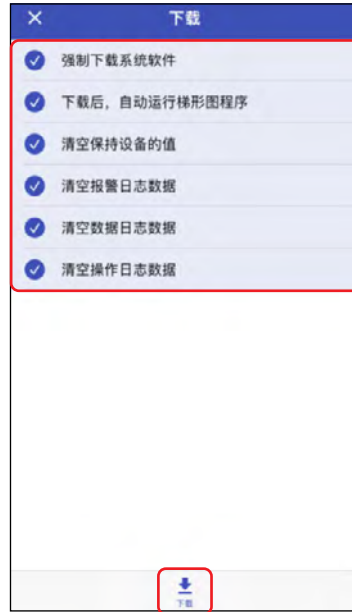 下载
强制下载系统软件
下载后，自动运行梯形图程序
清空保持设备的值
清空报警日志数据
清空数据日志数据
清空操作日志数据
下载